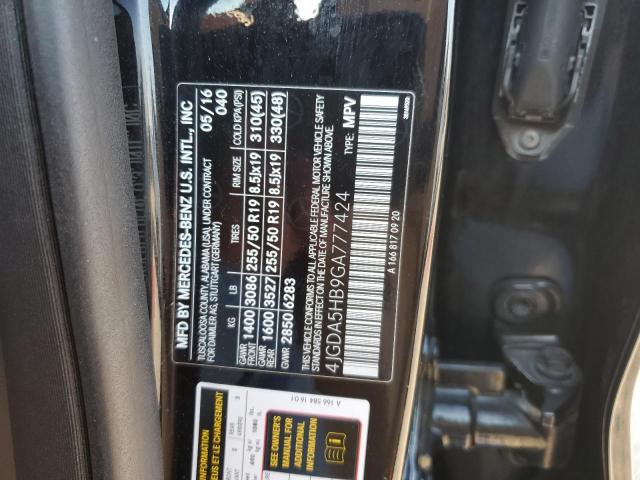 MFD BY MERCEDES-BENZ U.S. INTL., INC
TUSCALOOSA COUNTY, ALABAMA (USA), UNDER CONTRACT 05/16
FOR DAIMLER AG, STUTTGART (GERMANY) 040
KG LB TIRES RIM SIZE COLD KPA(PSI)
GAWR FRONT 1400 3086 255/50 R19 8.5Jx19 310(45)
GAWR REAR 1600 3527 255/50 R19 8.5Jx19 330(48)
GVWR 2850/6283
THIS VEHICLE CONFORMS TO ALL APPLICABLE FEDERAL MOTOR VEHICLE SAFETY
STANDARDS IN EFFECT ON THE DATE OF MANUFACTURE SHOWN ABOVE.
4JGDA5HB9GA777424 TYPE: MPV
A 166 817 09 20
A 166 584 16 01
INFORMATION
SEE OWNER'S
MANUAL FOR
ADDITIONAL
INFORMATION